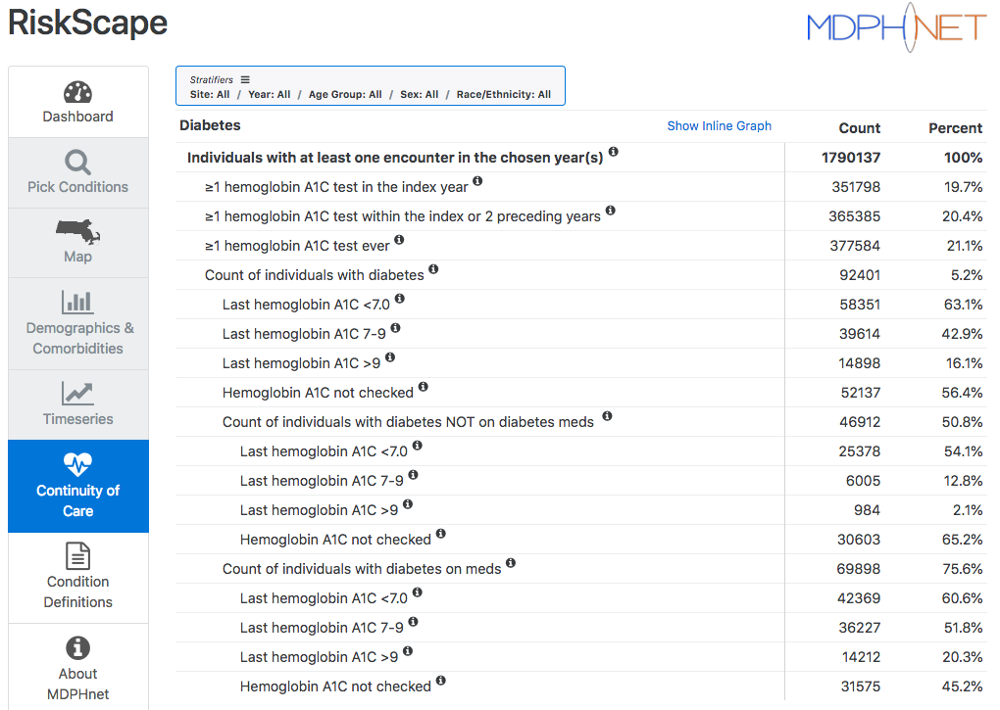 RiskScape
MDPHNET
Dashboard
Pick Conditions
Map
Demographics &
Comorbidities
Timeseries
Continuity of
Care
Condition
Definitions
About
MDPHnet
Stratifiers
Site: All / Year: All / Age Group: All / Sex: All / Race/Ethnicity: All
Diabetes Show Inline Graph Count Percent
Individuals with at least one encounter in the chosen year(s) 1790137 100%
≥1 hemoglobin A1C test in the index year 351798 19.7%
≥1 hemoglobin A1C test within the index or 2 preceding years 365385 20.4%
≥1 hemoglobin A1C test ever 377584 21.1%
Count of individuals with diabetes 92401 5.2%
Last hemoglobin A1C <7.0 58351 63.1%
Last hemoglobin A1C 7-9 39614 42.9%
Last hemoglobin A1C >9 14898 16.1%
Hemoglobin A1C not checked 52137 56.4%
Count of individuals with diabetes NOT on diabetes meds 46912 50.8%
Last hemoglobin A1C <7.0 25378 54.1%
Last hemoglobin A1C 7-9 6005 12.8%
Last hemoglobin A1C >9 984 2.1%
Hemoglobin A1C not checked 30603 65.2%
Count of individuals with diabetes on meds 69898 75.6%
Last hemoglobin A1C <7.0 42369 60.6%
Last hemoglobin A1C 7-9 36227 51.8%
Last hemoglobin A1C >9 14212 20.3%
Hemoglobin A1C not checked 31575 45.2%